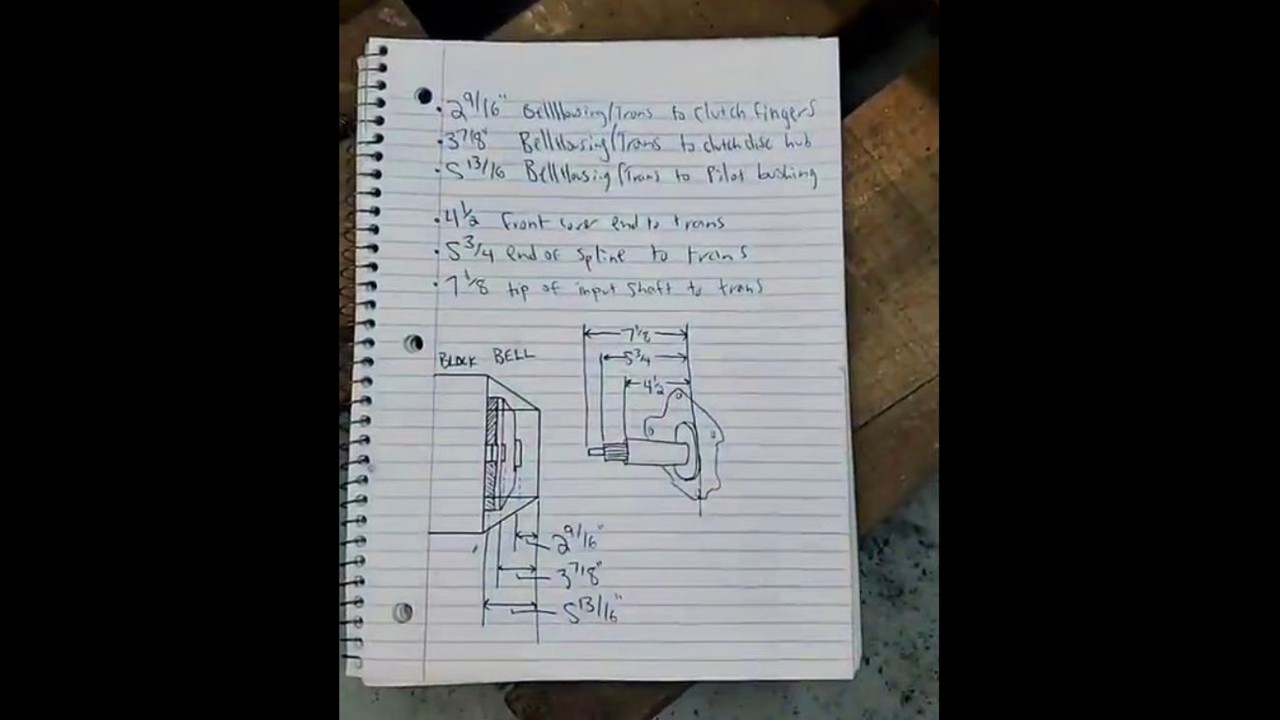 • 2 9/16" BellHousing/Trans to Clutch fingers
• 3 7/8" BellHousing/Trans to clutch disc hub
• 5 13/16 BellHousing/Trans to Pilot bushing
• 4 1/2 Front cover end to trans
• 5 3/4 end of spline to trans
• 7 1/8 tip of input shaft to trans
7 1/8
5 3/4
4 1/2
BLOCK BELL
2 9/16"
3 7/8"
5 13/16"